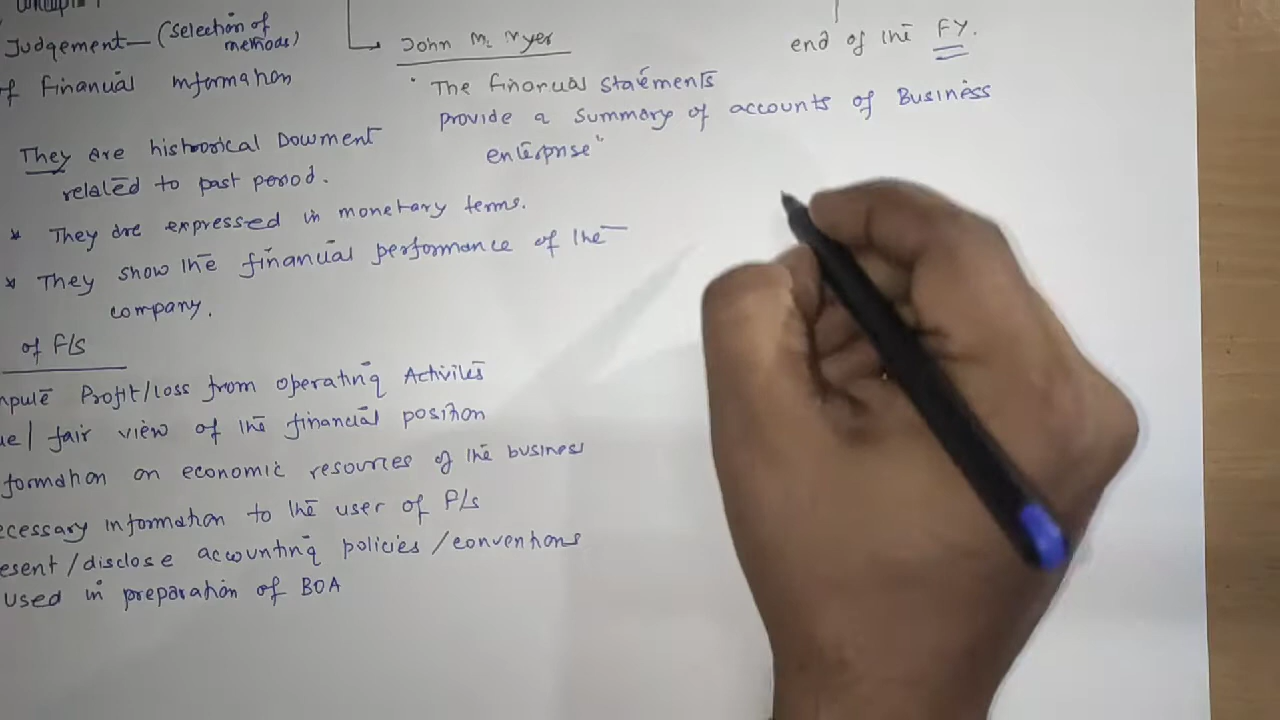 Judgement— (selection of
methods)
of financial information
John M. Myer
end of the FY.
"The financial statements
provide a summary of accounts of Business
enterprise"
They are historical Document
related to past period.
* They are expressed in monetary terms.
* They show the financial performance of the
company.
of F/S
Profit/loss from operating Activites
/ fair view of the financial position
formation on economic resources of the business
ecessary information to the user of F/s
esent/disclose accounting policies/conventions
used in preparation of BOA